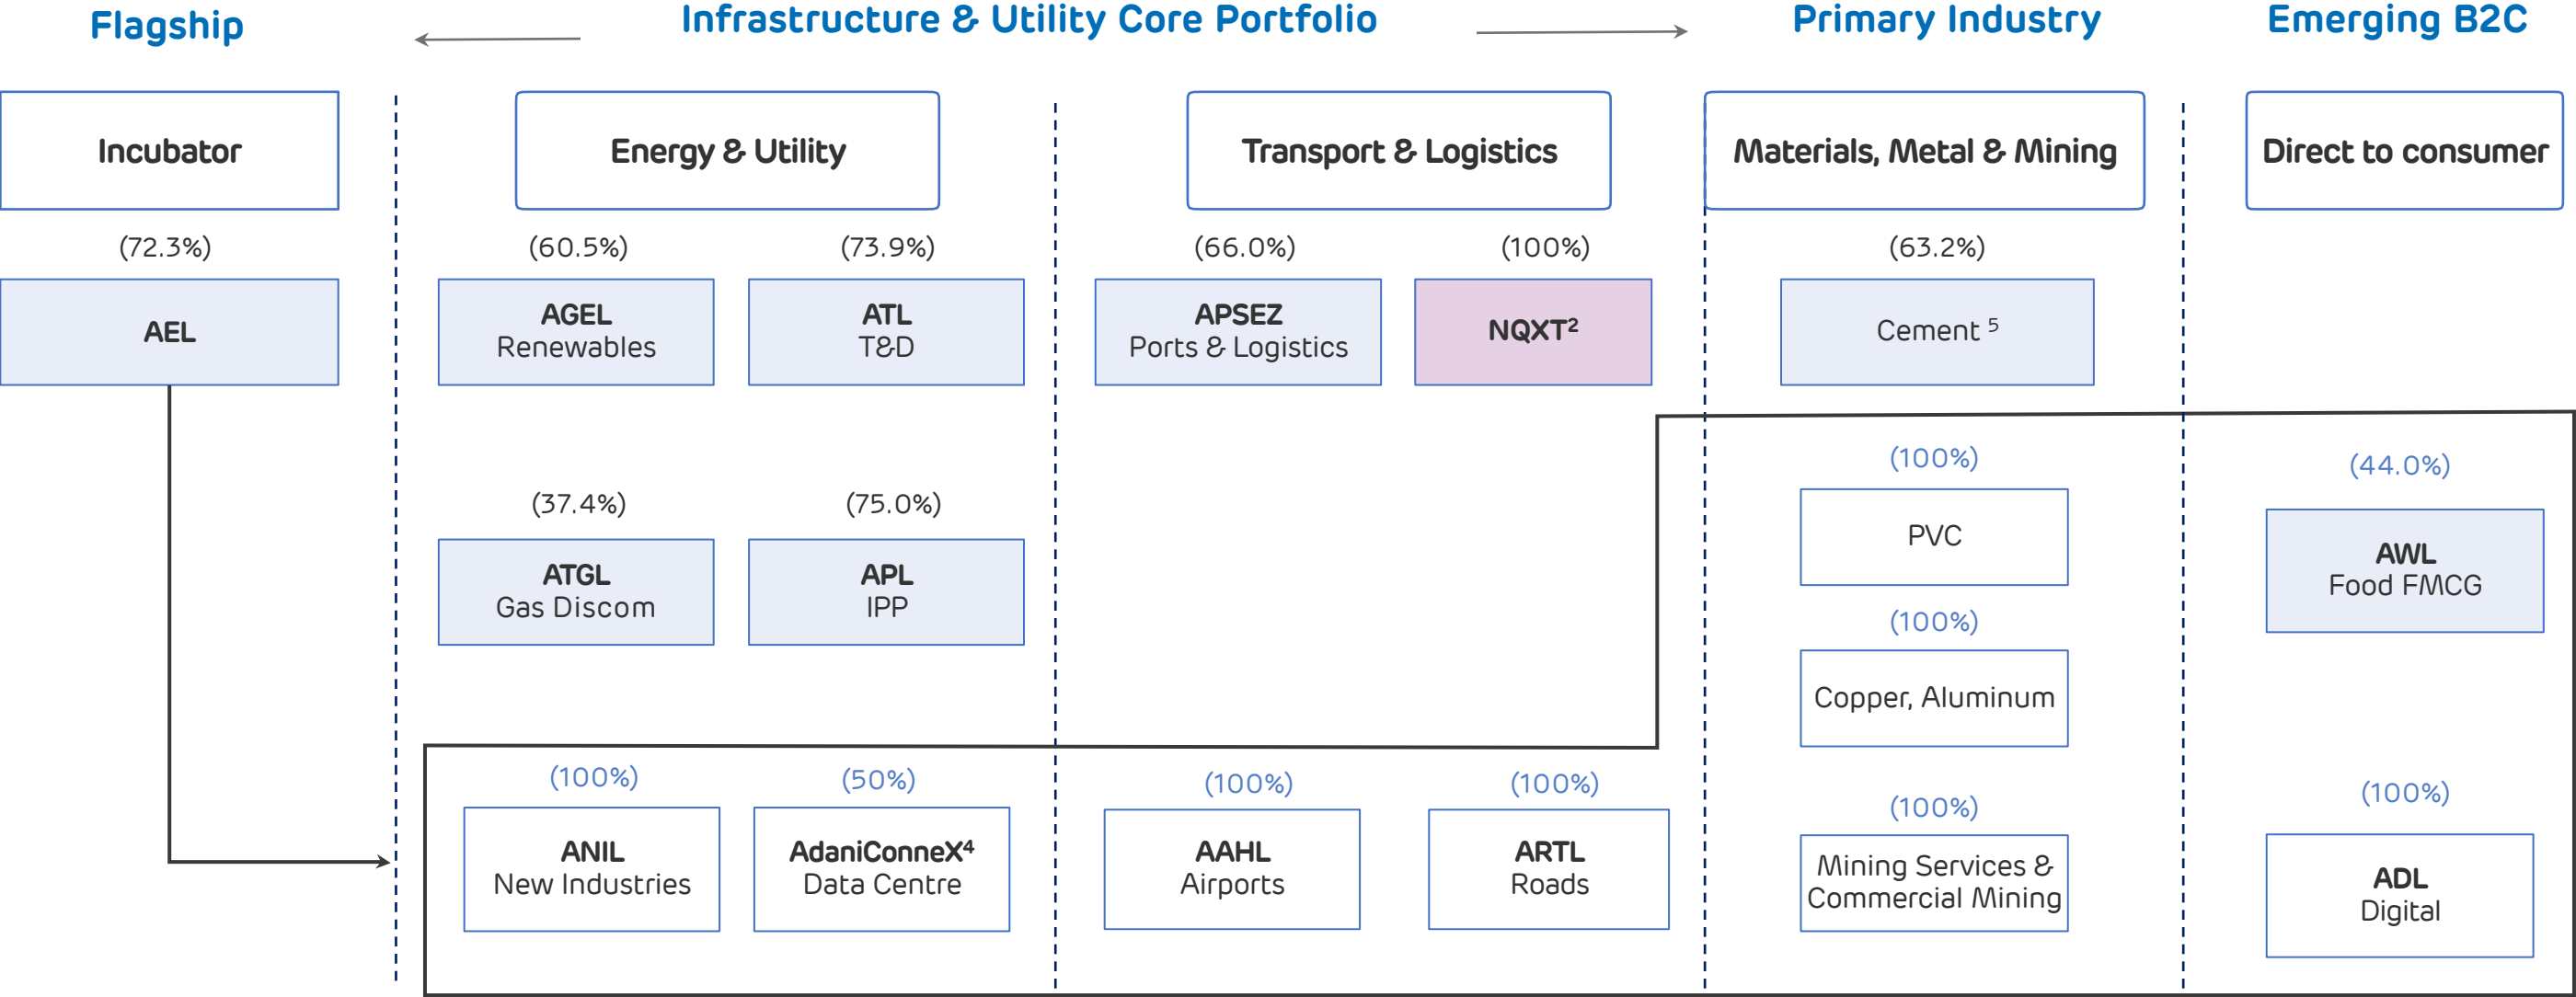 Flagship
Infrastructure & Utility Core Portfolio
Primary Industry
Emerging B2C
Incubator
Energy & Utility
Transport & Logistics
Materials, Metal & Mining
Direct to consumer
(72.3%)
(60.5%)
(73.9%)
(66.0%)
(100%)
(63.2%)
AEL
AGEL
Renewables
ATL
T&D
APSEZ
Ports & Logistics
NQXT²
Cement ⁵
(37.4%)
(75.0%)
ATGL
Gas Discom
APL
IPP
(100%)
PVC
(100%)
Copper, Aluminum
(44.0%)
AWL
Food FMCG
(100%)
ANIL
New Industries
(50%)
AdaniConneX⁴
Data Centre
(100%)
AAHL
Airports
(100%)
ARTL
Roads
(100%)
Mining Services &
Commercial Mining
(100%)
ADL
Digital